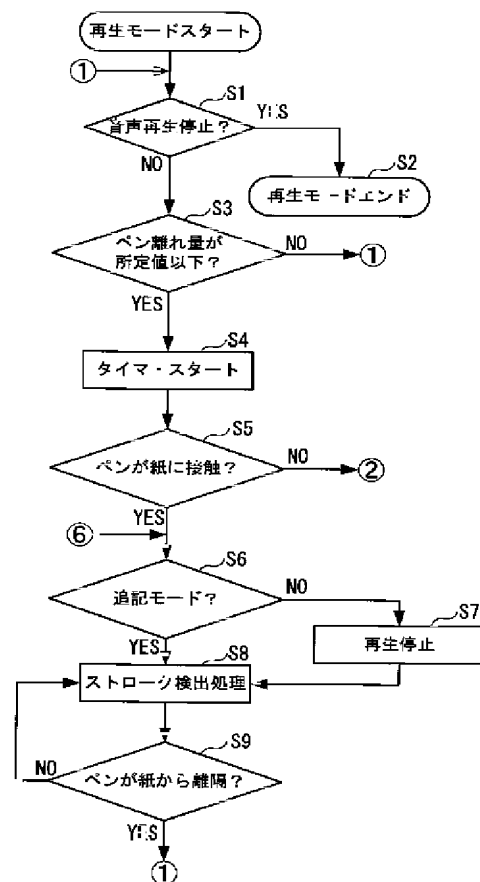 再生モードスタート
①
S1
音声再生停止？
YES
NO
S2
再生モードエンド
S3
ペン離れ量が
所定値以下？
NO
①
YES
S4
タイマ・スタート
S5
ペンが紙に接触？
NO
②
YES
⑥
S6
追記モード？
NO
S7
再生停止
YES
S8
ストローク検出処理
S9
ペンが紙から離隔？
NO
YES
①